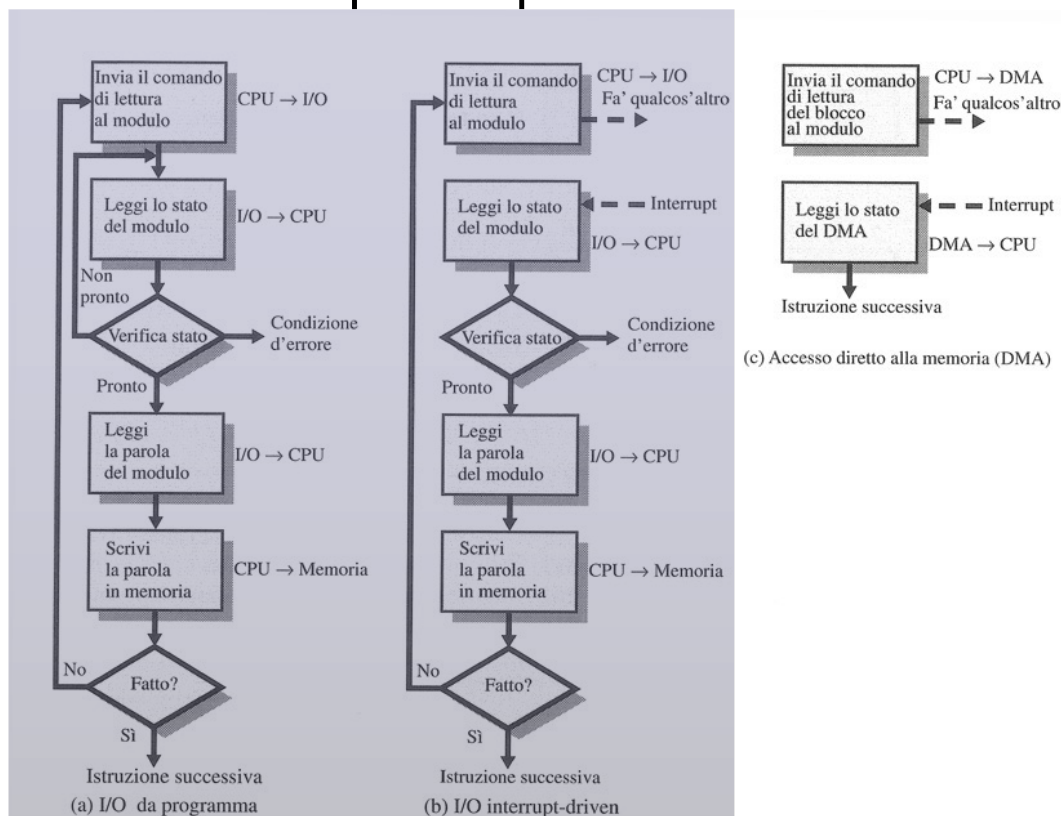 Invia il comando
di lettura
al modulo
CPU → I/O
Leggi lo stato
del modulo
I/O → CPU
Non
pronto
Verifica stato
Condizione
d'errore
Pronto
Leggi
la parola
del modulo
I/O → CPU
Scrivi
la parola
in memoria
CPU → Memoria
No
Fatto?
Sì
Istruzione successiva
(a) I/O da programma
Invia il comando
di lettura
al modulo
CPU → I/O
Fa' qualcos'altro
Leggi lo stato
del modulo
Interrupt
I/O → CPU
Verifica stato
Condizione
d'errore
Pronto
Leggi
la parola
del modulo
I/O → CPU
Scrivi
la parola
in memoria
CPU → Memoria
No
Fatto?
Sì
Istruzione successiva
(b) I/O interrupt-driven
Invia il comando
di lettura
del blocco
al modulo
CPU → DMA
Fa' qualcos'altro
Leggi lo stato
del DMA
Interrupt
DMA → CPU
Istruzione successiva
(c) Accesso diretto alla memoria (DMA)